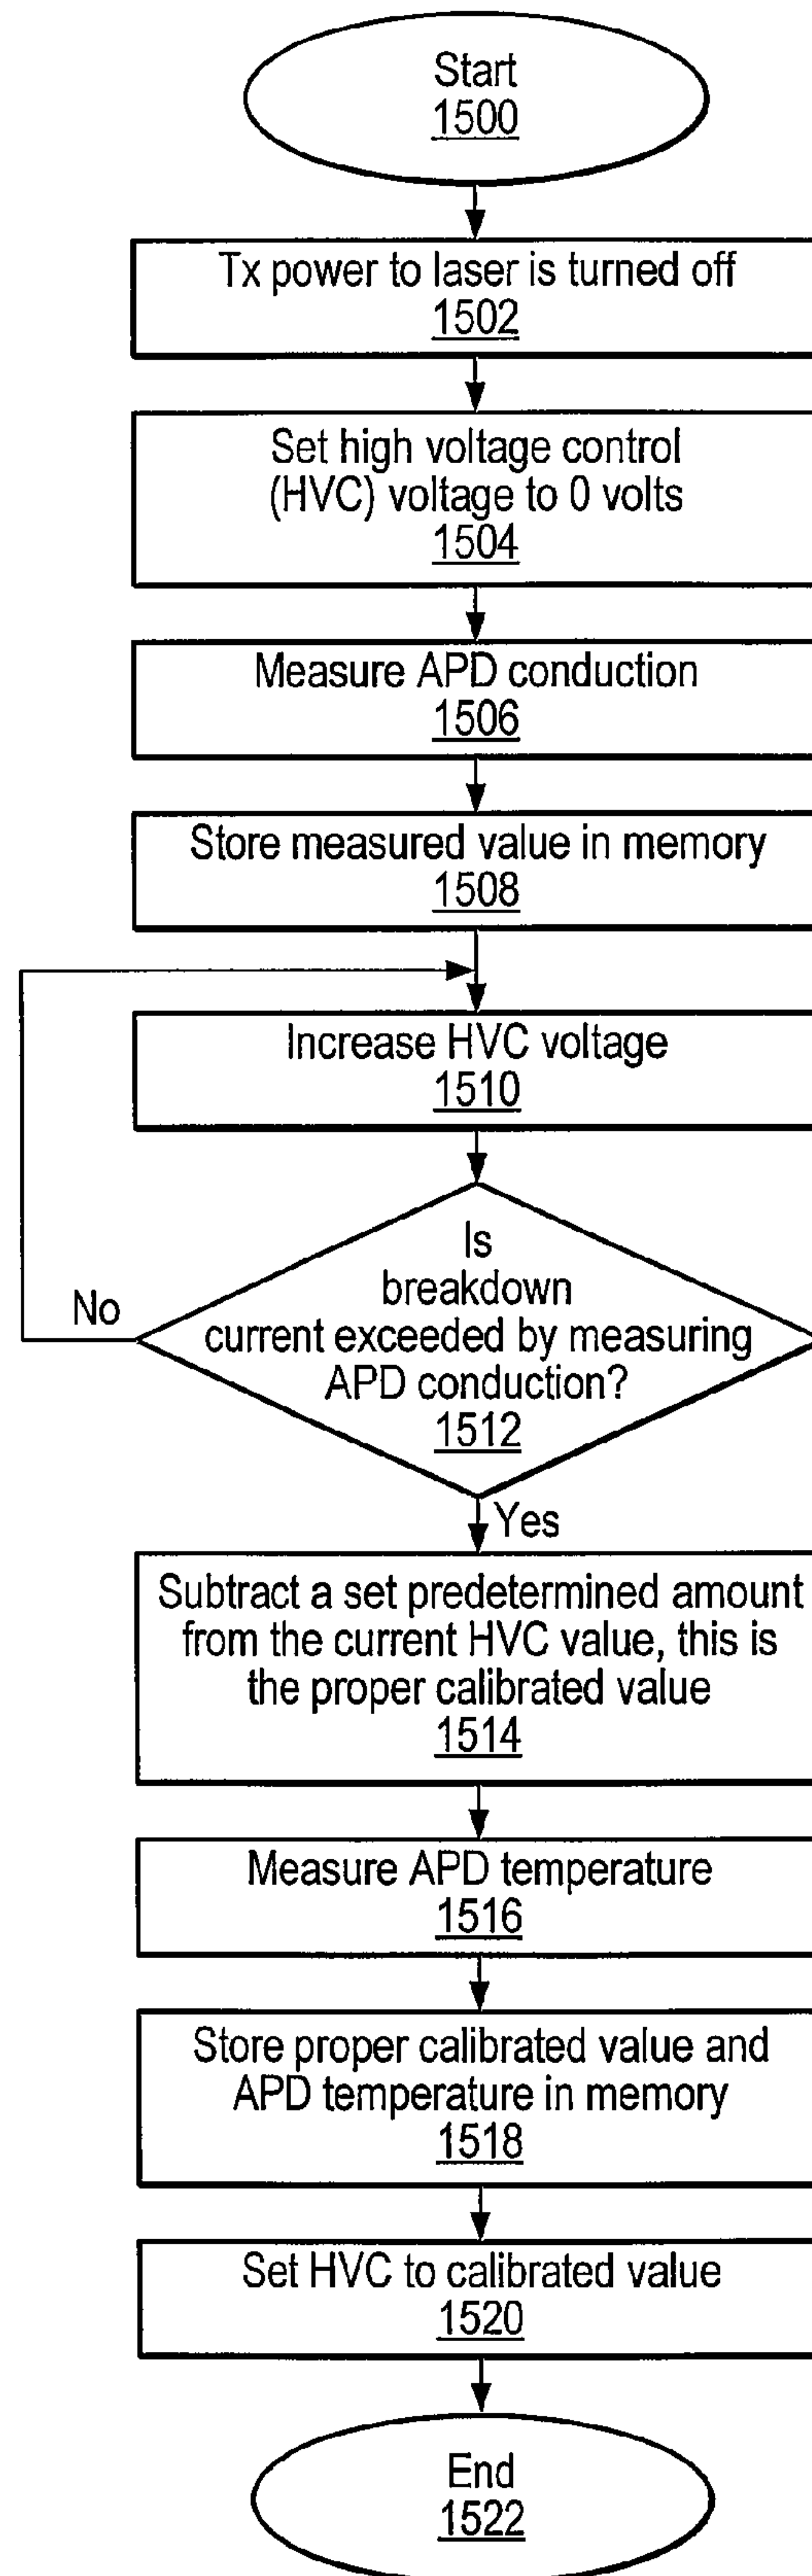 Start
1500
Tx power to laser is turned off
1502
Set high voltage control
(HVC) voltage to 0 volts
1504
Measure APD conduction
1506
Store measured value in memory
1508
Increase HVC voltage
1510
Is
breakdown
current exceeded by measuring
APD conduction?
1512
No
Yes
Subtract a set predetermined amount
from the current HVC value, this is
the proper calibrated value
1514
Measure APD temperature
1516
Store proper calibrated value and
APD temperature in memory
1518
Set HVC to calibrated value
1520
End
1522